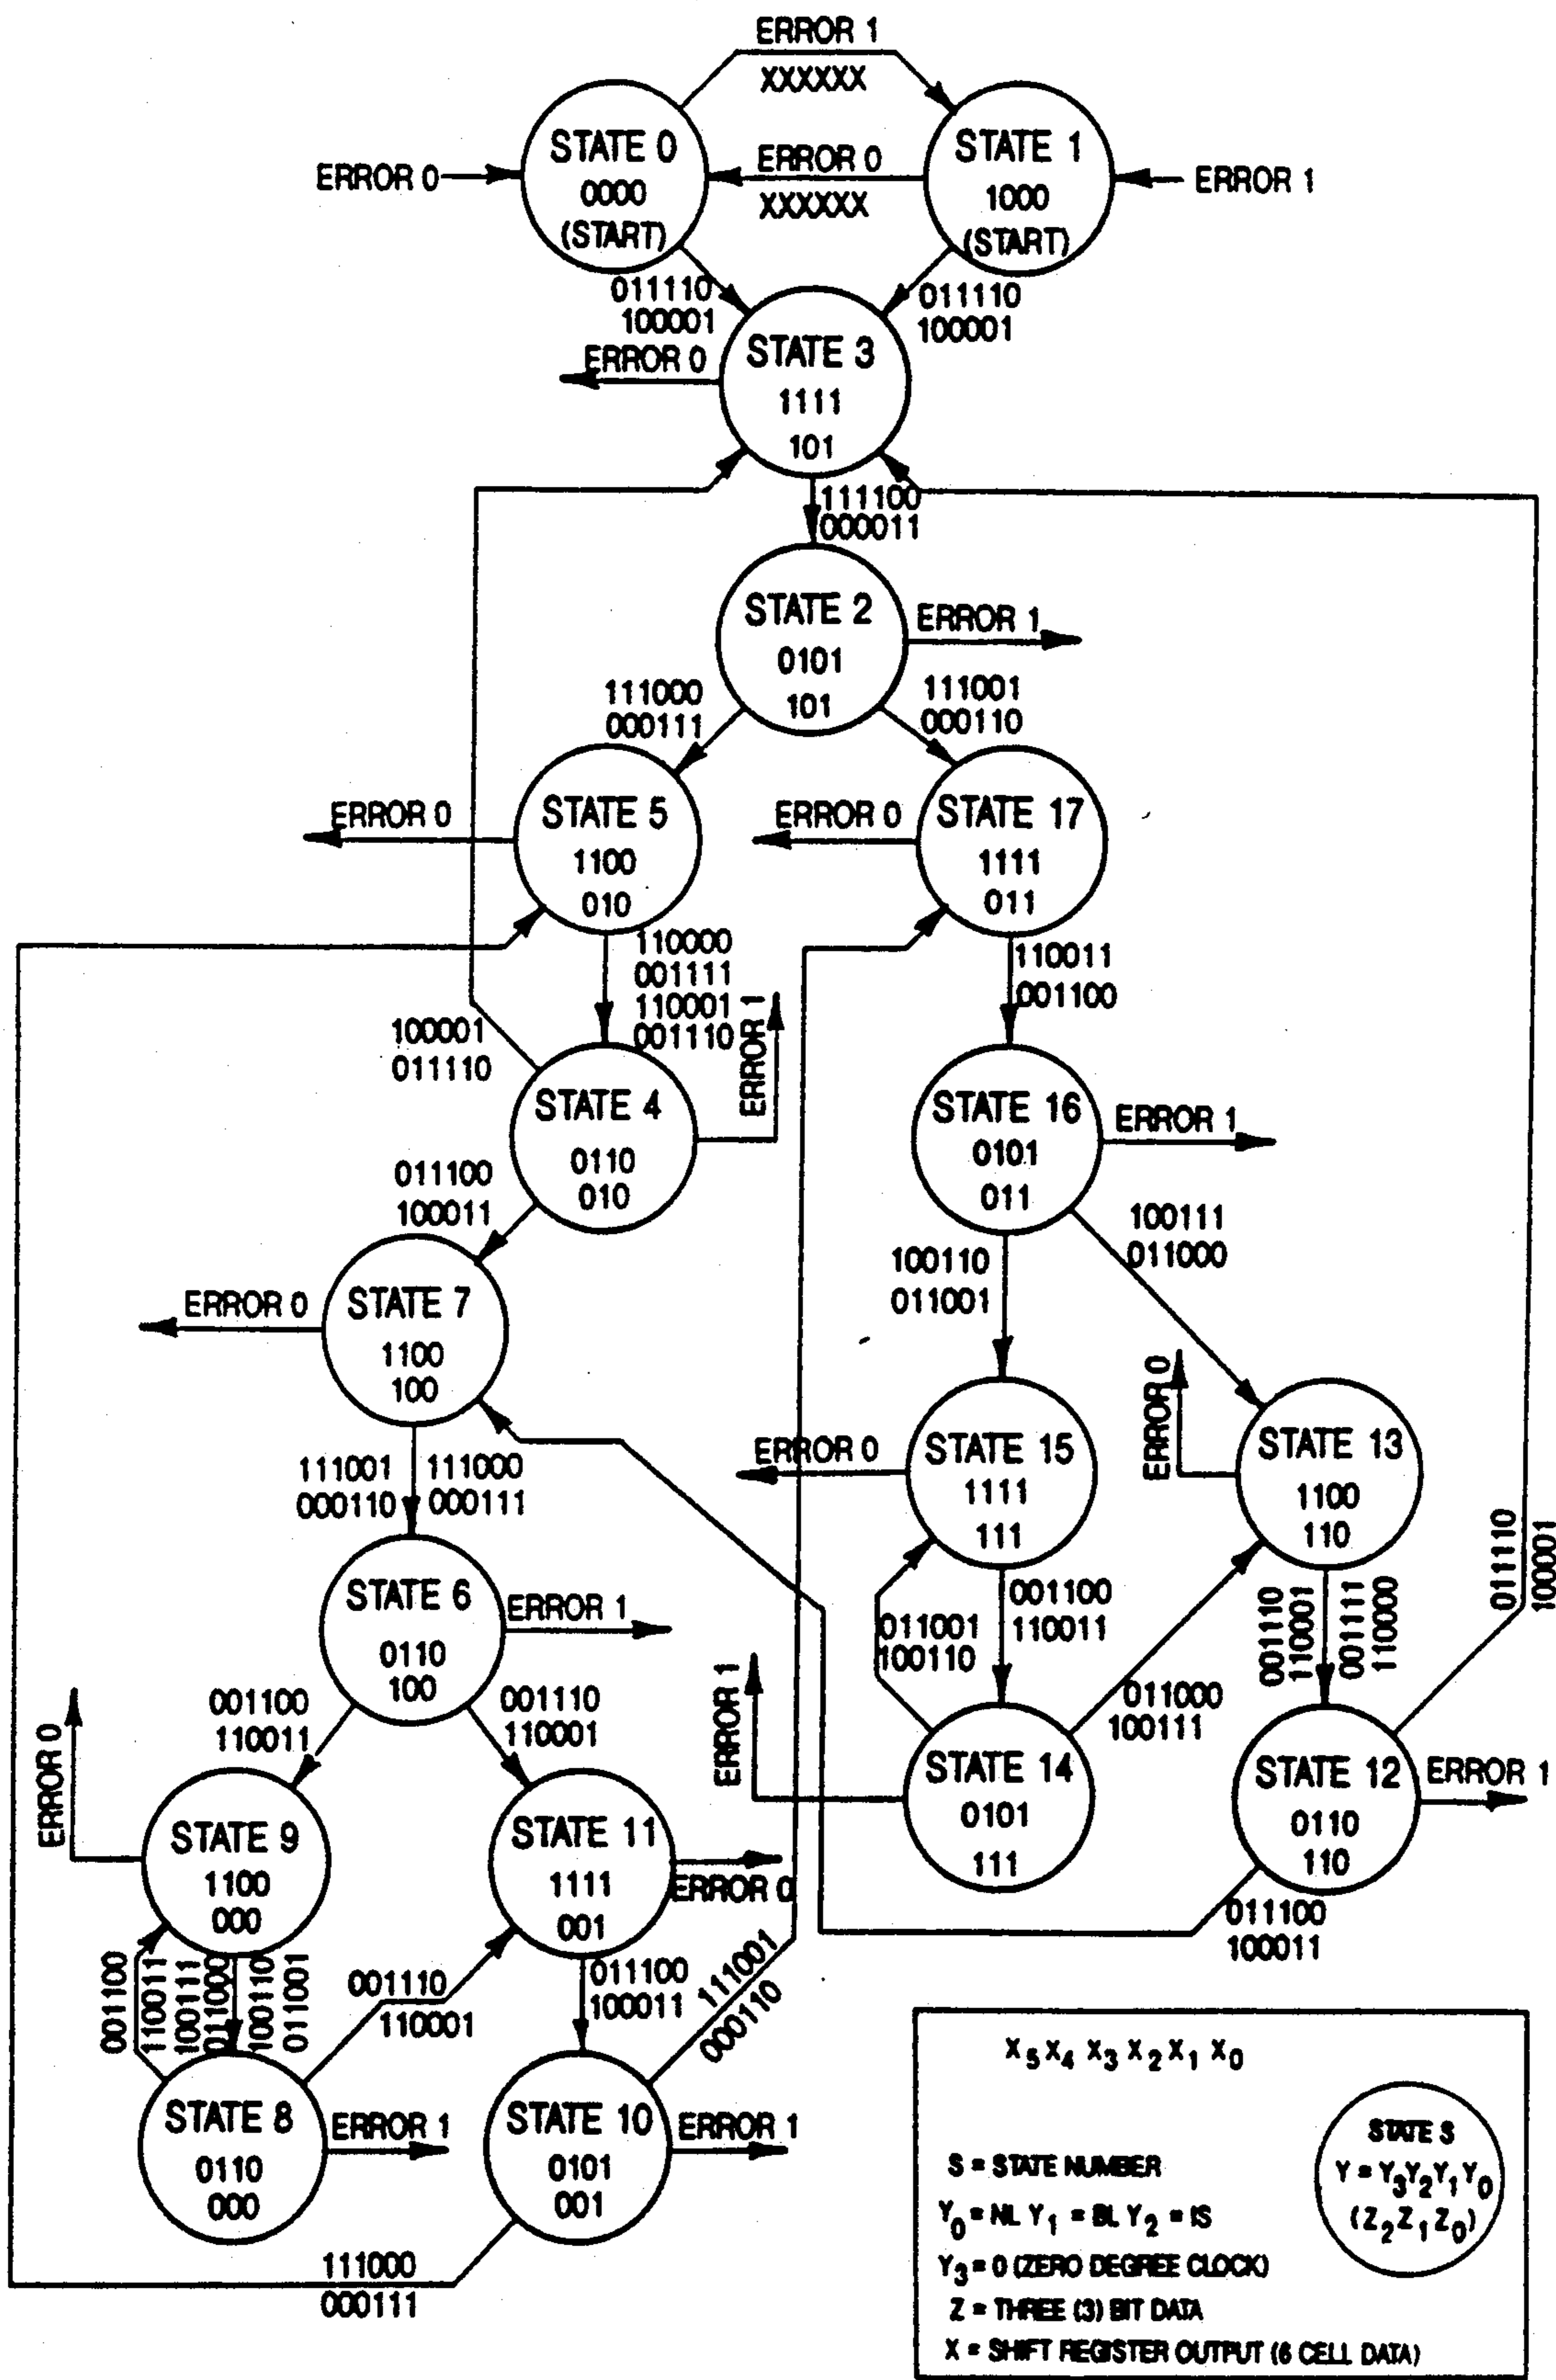 ERROR 1
XXXXXX
STATE 0
0000
(START)
STATE 1
1000
(START)
ERROR 0
ERROR 0
XXXXXX
ERROR 1
011110
100001
011110
100001
ERROR 0
STATE 3
1111
101
111100
000011
STATE 2
0101
101
ERROR 1
111000
000111
111001
000110
ERROR 0
STATE 5
1100
010
ERROR 0
STATE 17
1111
011
110000
001111
110001
001110
ERROR 1
110011
001100
100001
011110
STATE 4
0110
010
STATE 16
0101
011
ERROR 1
011100
100011
100110
011001
100111
011000
ERROR 0
STATE 7
1100
100
ERROR 0
STATE 15
1111
111
ERROR 0
STATE 13
1100
110
111001
000110
111000
000111
STATE 6
0110
100
ERROR 1
011001
100110
001100
110011
001110
110001
001111
110000
011110
100001
ERROR 0
001100
110011
001110
110001
ERROR 1
011000
100111
STATE 14
0101
111
STATE 12
0110
110
ERROR 1
STATE 9
1100
000
STATE 11
1111
001
ERROR 0
011100
100011
001100
110011
100111
011000
100110
011001
001110
110001
011100
100011
111001
000110
STATE 8
0110
000
ERROR 1
STATE 10
0101
001
ERROR 1
111000
000111
X5 X4 X3 X2 X1 X0
STATE S
Y = Y3Y2Y1Y0
(Z2Z1Z0)
S = STATE NUMBER
Y0 = NL Y1 = BL Y2 = IS
Y3 = 0 (ZERO DEGREE CLOCK)
Z = THREE (3) BIT DATA
X = SHIFT REGISTER OUTPUT (6 CELL DATA)